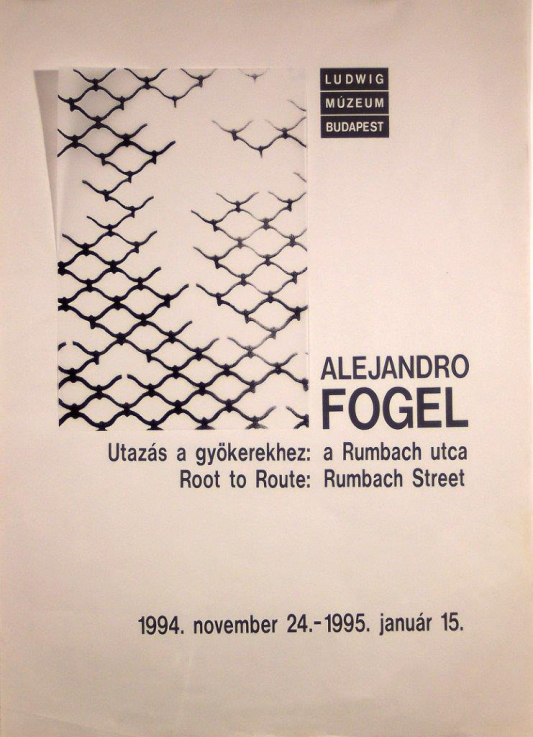 LUDWIG
MÚZEUM
BUDAPEST
ALEJANDRO
FOGEL
Utazás a gyökerekhez: a Rumbach utca
Root to Route: Rumbach Street
1994. november 24.-1995. január 15.